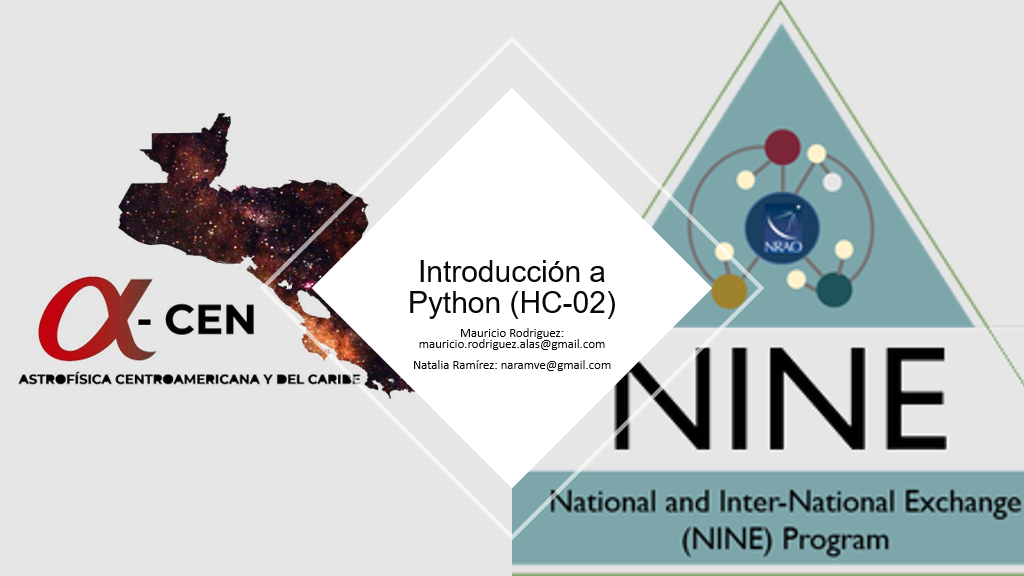 α- CEN
ASTROFÍSICA CENTROAMERICANA Y DEL CARIBE
Introducción a
Python (HC-02)
Mauricio Rodriguez:
mauricio.rodriguez.alas@gmail.com
Natalia Ramírez: naramve@gmail.com
NRAO
NINE
National and Inter-National Exchange
(NINE) Program